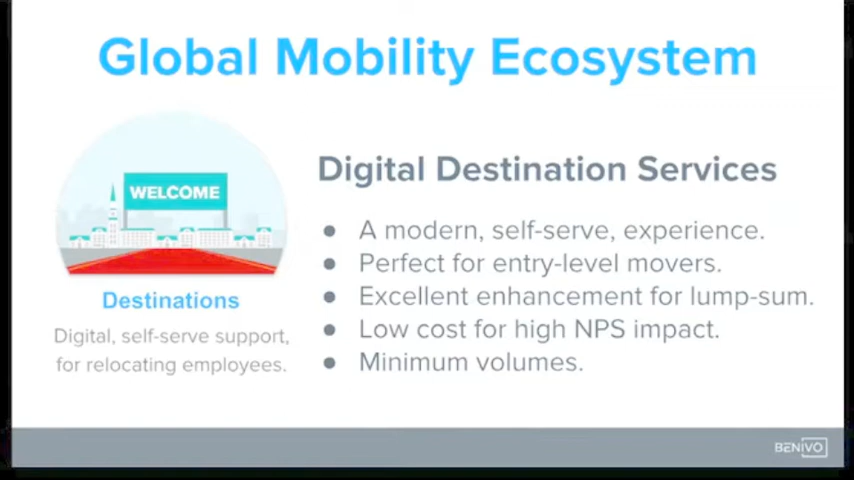 Global Mobility Ecosystem
WELCOME
Destinations
Digital, self-serve support,
for relocating employees.
Digital Destination Services
● A modern, self-serve, experience.
● Perfect for entry-level movers.
● Excellent enhancement for lump-sum.
● Low cost for high NPS impact.
● Minimum volumes.
BENIVO